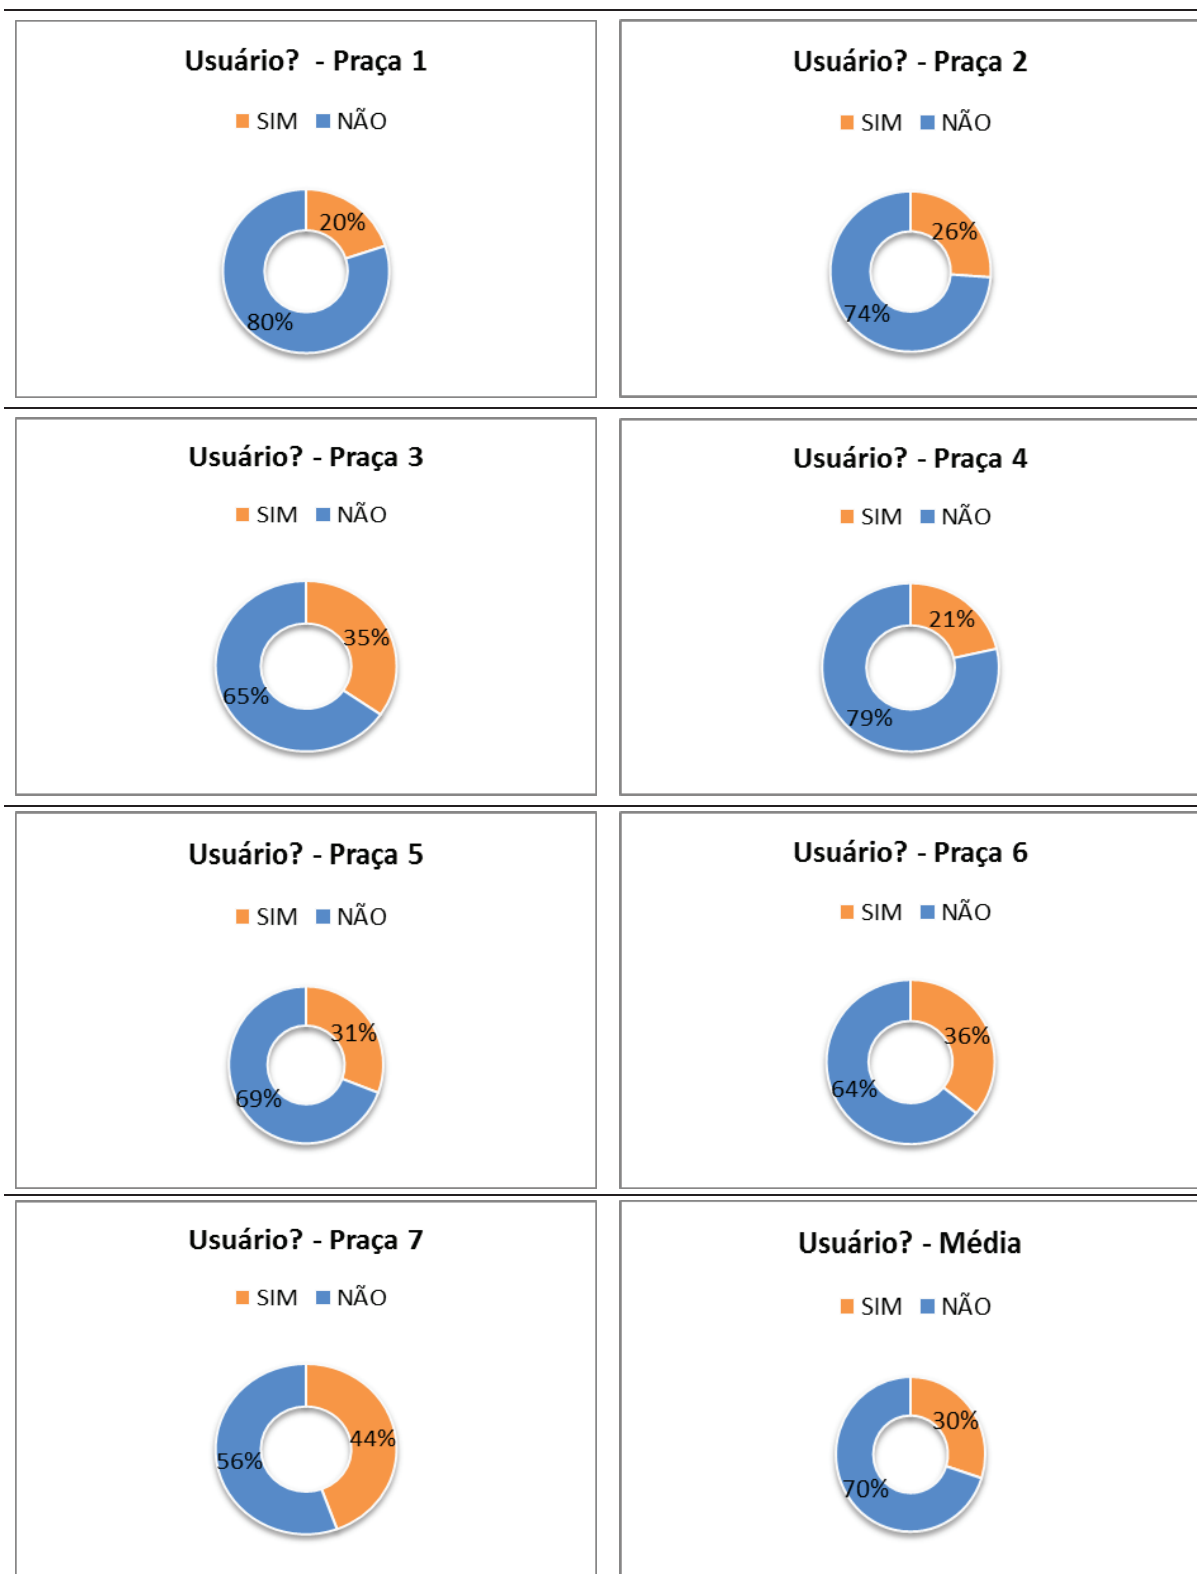 Usuário? - Praça 1
SIM NÃO
20%
80%
Usuário? - Praça 2
SIM NÃO
26%
74%
Usuário? - Praça 3
SIM NÃO
35%
65%
Usuário? - Praça 4
SIM NÃO
21%
79%
Usuário? - Praça 5
SIM NÃO
31%
69%
Usuário? - Praça 6
SIM NÃO
36%
64%
Usuário? - Praça 7
SIM NÃO
44%
56%
Usuário? - Média
SIM NÃO
30%
70%